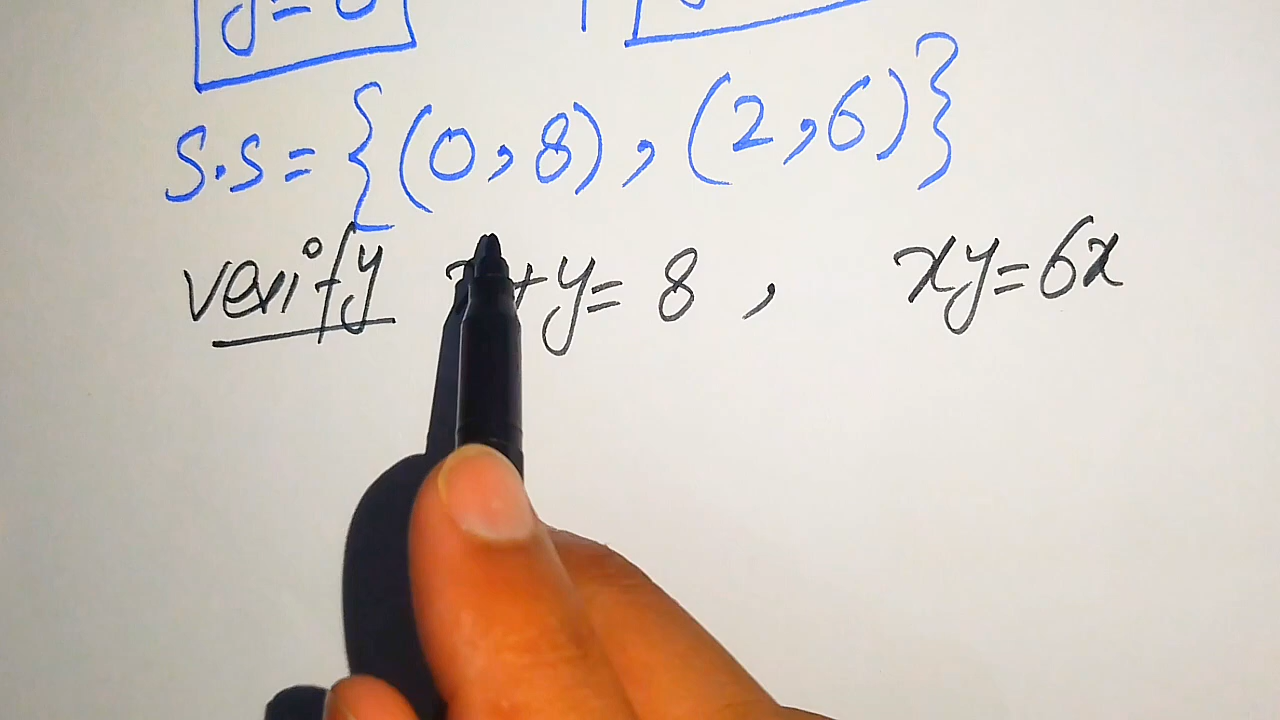 S.S = {(0,8), (2,6)}
verify x+y = 8 , xy = 6x